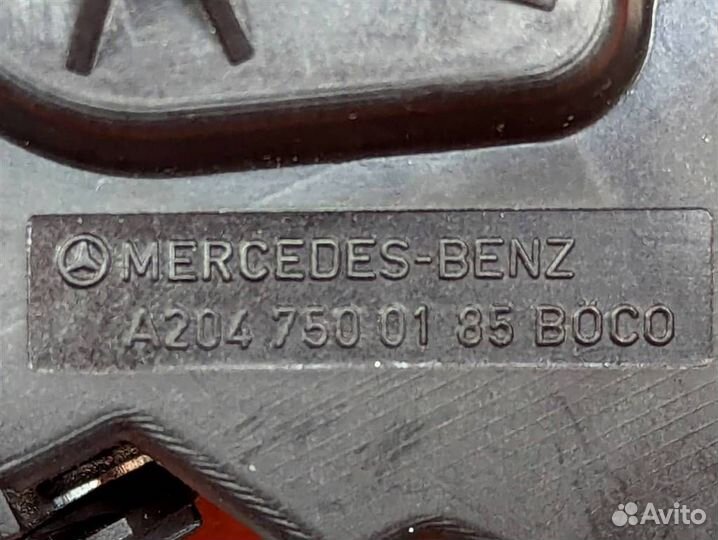 MERCEDES-BENZ
A204 750 01 85 BÖCO
Avito